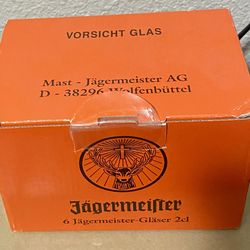 VORSICHT GLAS
Mast - Jägermeister AG
D - 38296 Wolfenbüttel
Jägermeister
6 Jägermeister-Gläser 2cl